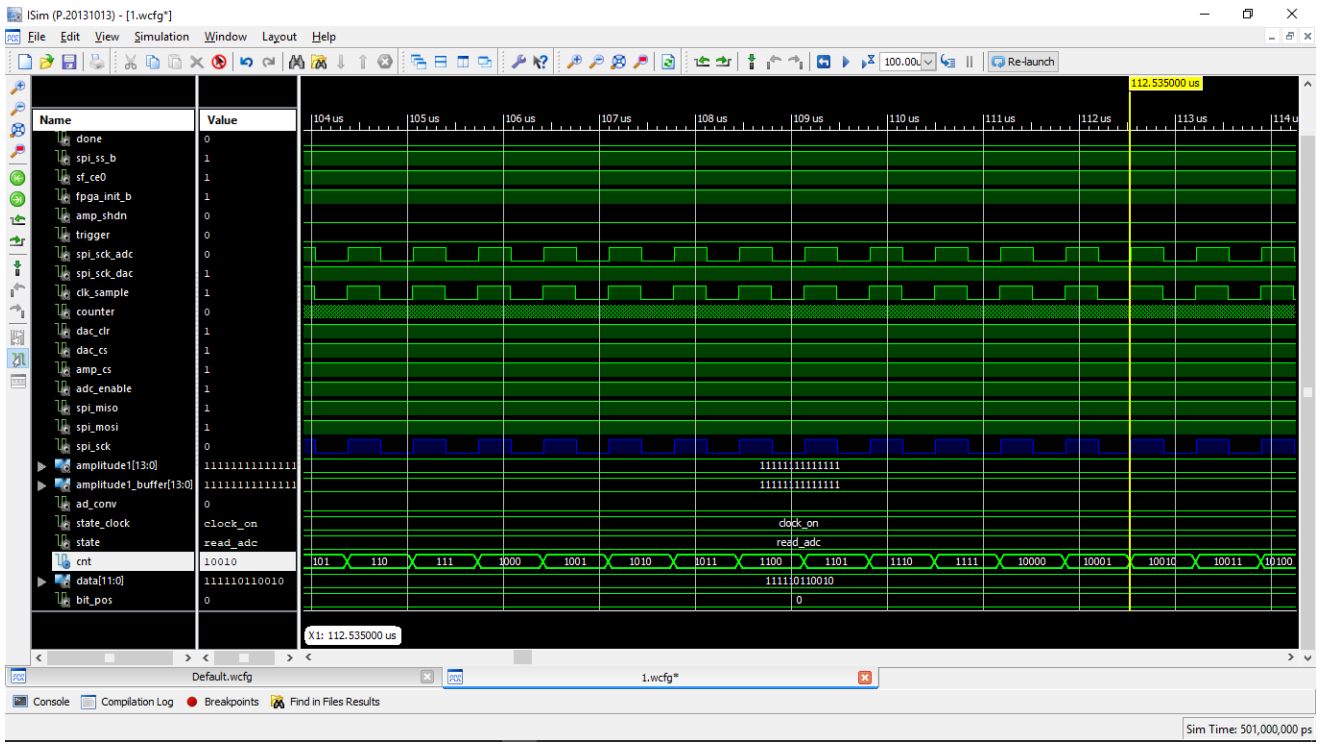 ISim (P.20131013) - [1.wcfg*]
File Edit View Simulation Window Layout Help
100.00u Re-launch
112.535000 us
Name Value 104 us 105 us 106 us 107 us 108 us 109 us 110 us 111 us 112 us 113 us 114 u
done 0
spi_ss_b 1
sf_ce0 1
fpga_init_b 1
amp_shdn 0
trigger 0
spi_sck_adc 0
spi_sck_dac 1
clk_sample 1
counter 0
dac_clr 1
dac_cs 1
amp_cs 1
adc_enable 1
spi_miso 1
spi_mosi 1
spi_sck 0
amplitude1[13:0] 11111111111111 11111111111111
amplitude1_buffer[13:0] 11111111111111 11111111111111
ad_conv 0
state_clock clock_on clock_on
state read_adc read_adc
cnt 10010 101 110 111 1000 1001 1010 1011 1100 1101 1110 1111 10000 10001 10010 10011 10100
data[11:0] 111110110010 111110110010
bit_pos 0 0
X1: 112.535000 us
Default.wcfg 1.wcfg*
Console Compilation Log Breakpoints Find in Files Results
Sim Time: 501,000,000 ps